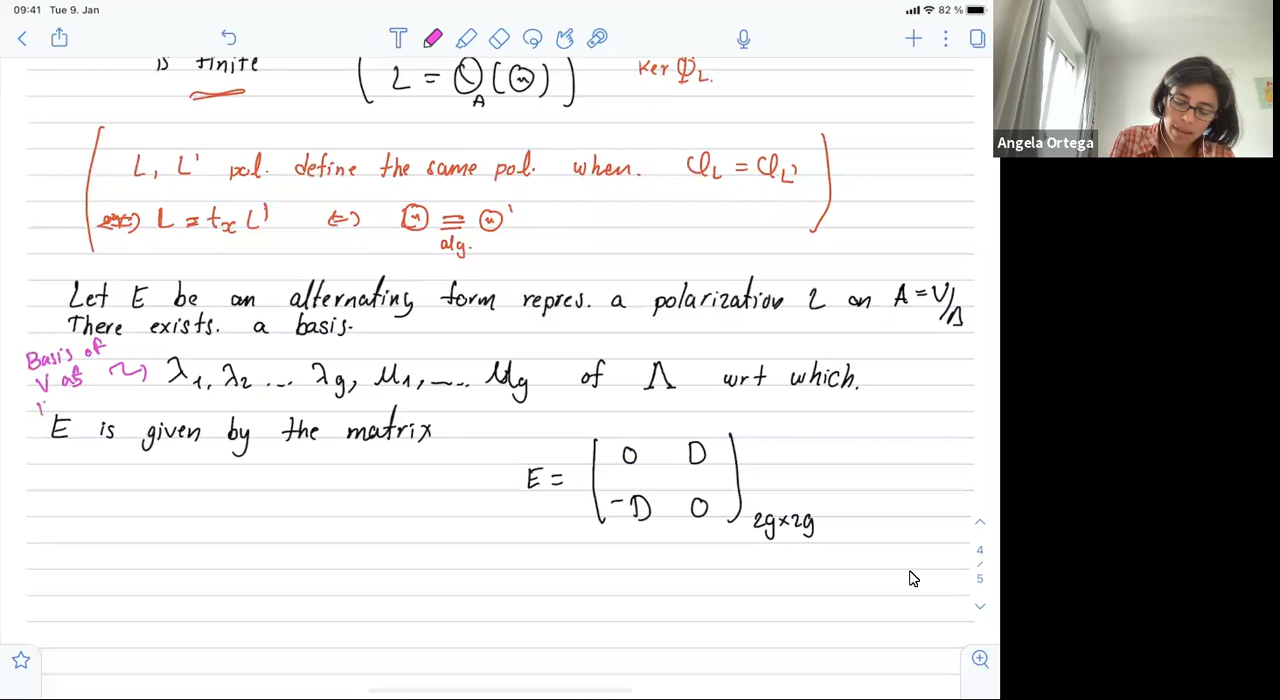 09:41 Tue 9. Jan
82 %
is finite
( L = O_A(Θ) )
Ker φ_L.
L, L' pol. define the same pol. when. φ_L = φ_L'
L = t_x L' ⇔ Θ ≡ Θ'
alg.
Let E be an alternating form repres. a polarization L on A = V/Λ
There exists. a basis.
Basis of
V as
λ₁, λ₂ ... λg, μ₁, .... μg of Λ wrt which.
E is given by the matrix
E = [ 0 D
-D 0 ] 2g×2g
4
/
5
Angela Ortega